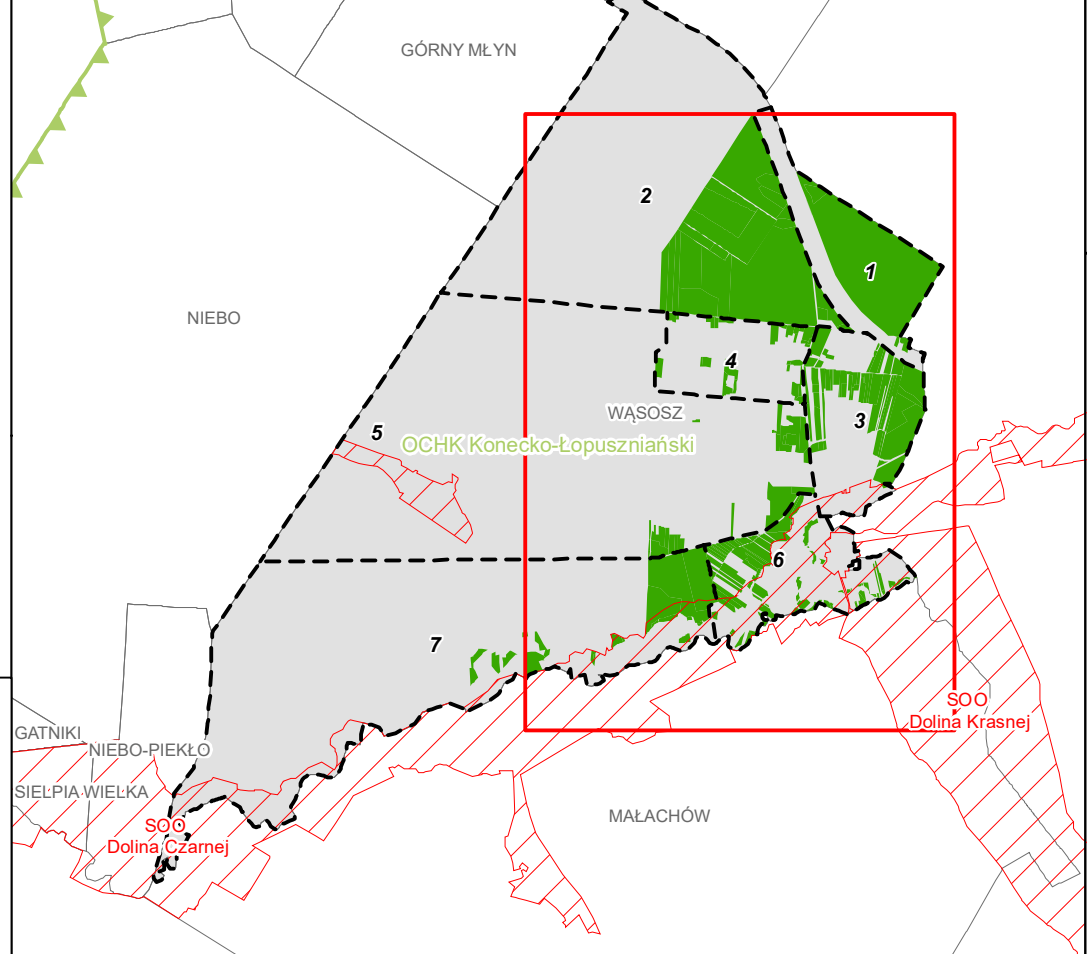 GÓRNY MŁYN
2
1
NIEBO
4
WĄSOSZ
3
5
OCHK Konecko-Łopuszniański
6
7
SOO
Dolina Krasnej
GATNIKI
NIEBO-PIEKŁO
SIELPIA WIELKA
MAŁACHÓW
SOO
Dolina Czarnej